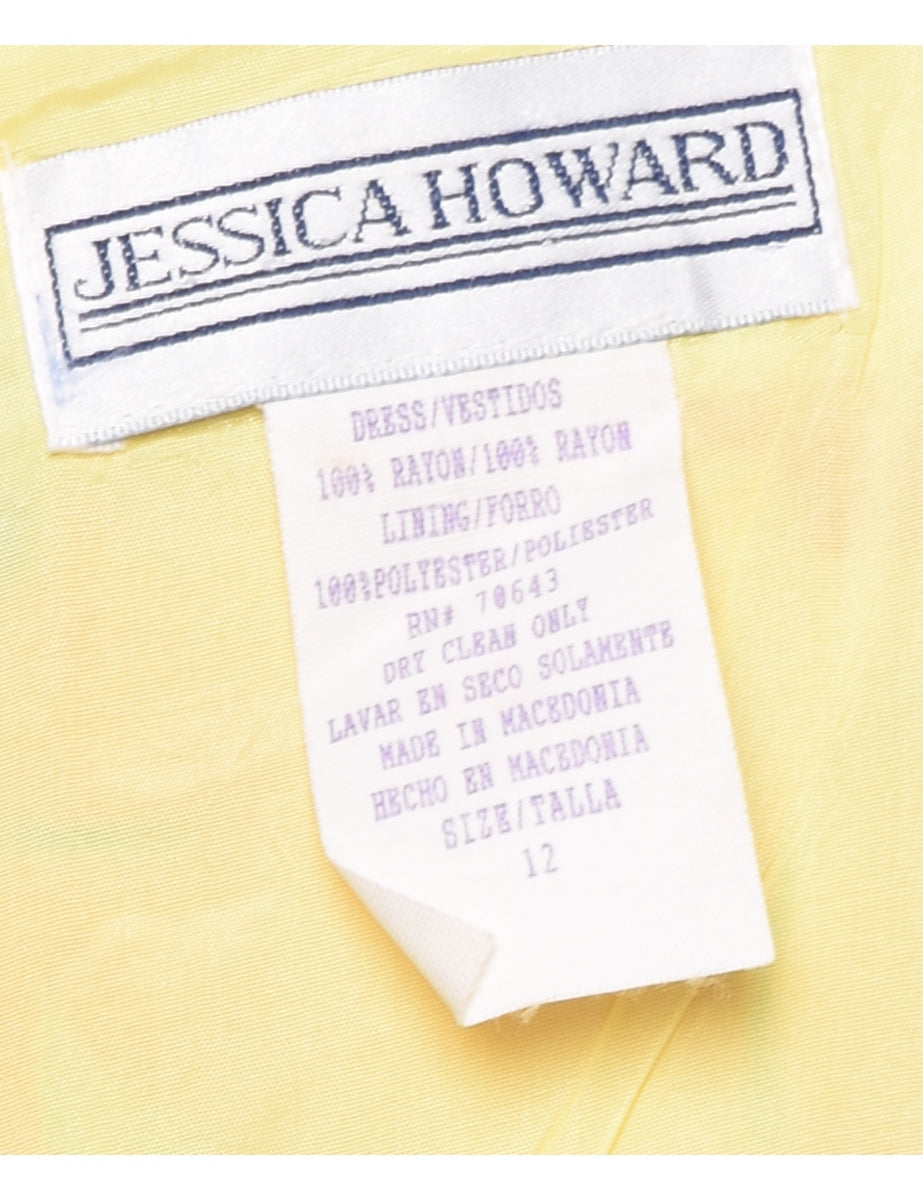 JESSICA HOWARD
DRESS/VESTIDOS
100% RAYON/100% RAYON
LINING/FORRO
100%POLYESTER/POLIESTER
RN# 70643
DRY CLEAN ONLY
LAVAR EN SECO SOLAMENTE
MADE IN MACEDONIA
HECHO EN MACEDONIA
SIZE/TALLA
12